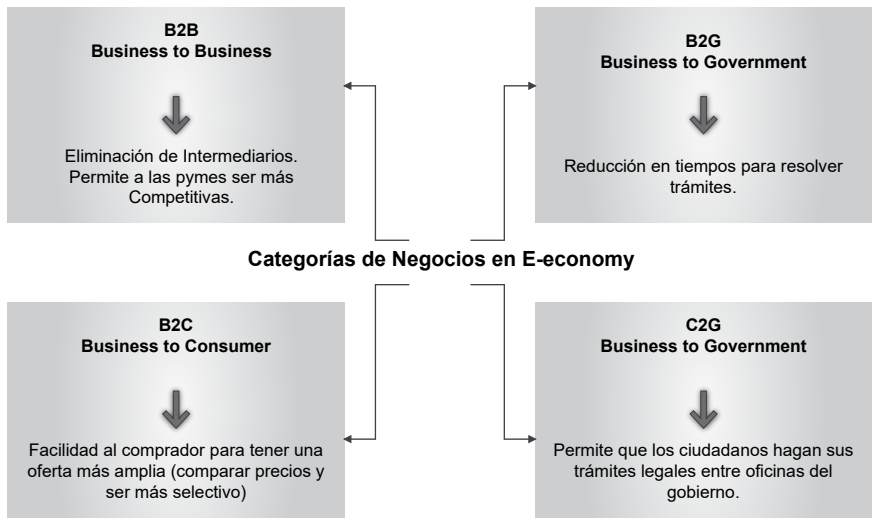 B2B
Business to Business
Eliminación de Intermediarios.
Permite a las pymes ser más
Competitivas.
B2G
Business to Government
Reducción en tiempos para resolver
trámites.
Categorías de Negocios en E-economy
B2C
Business to Consumer
Facilidad al comprador para tener una
oferta más amplia (comparar precios y
ser más selectivo)
C2G
Business to Government
Permite que los ciudadanos hagan sus
trámites legales entre oficinas del
gobierno.